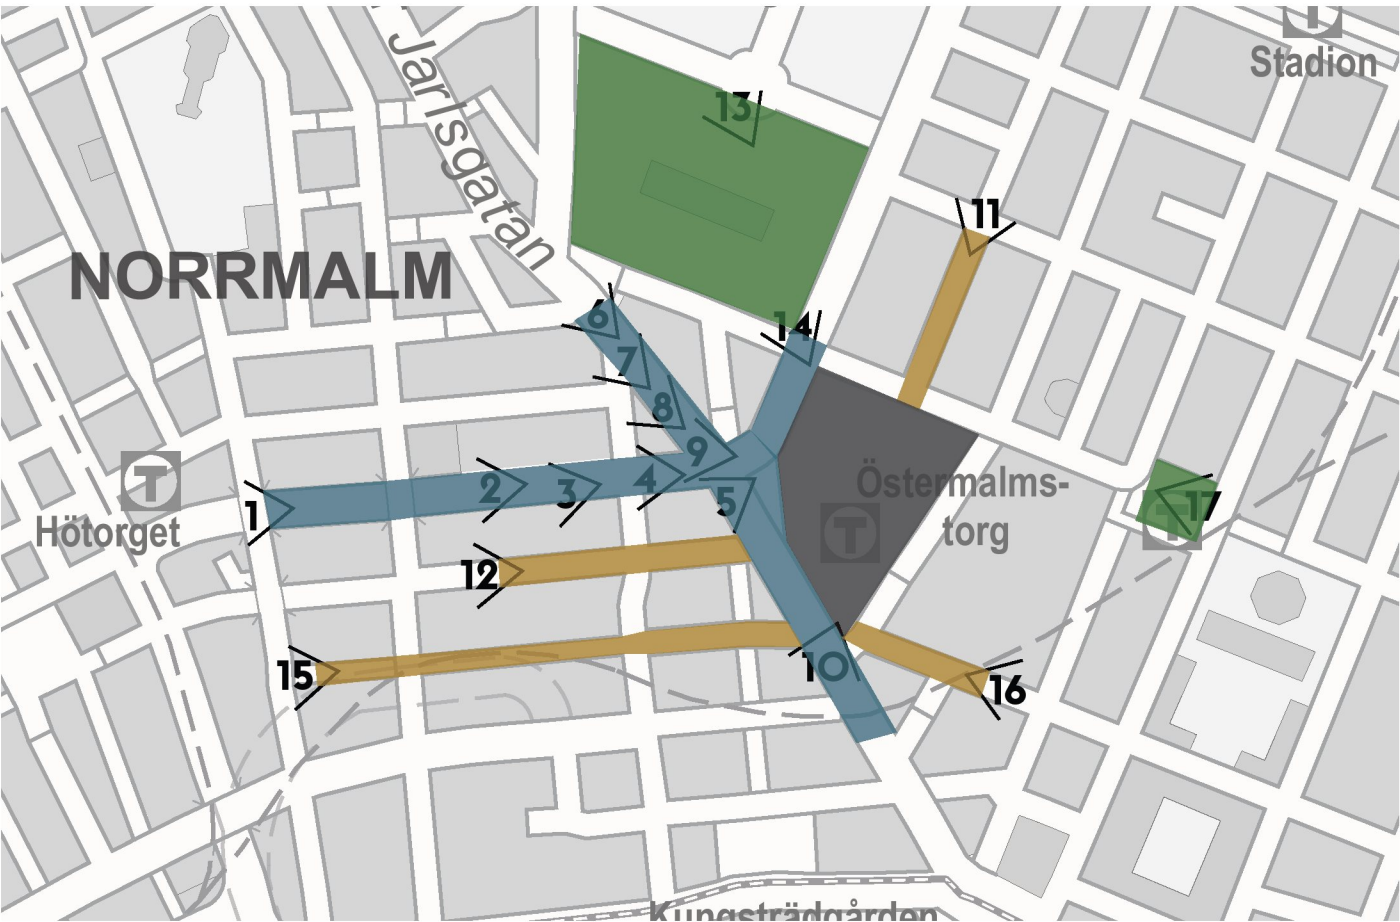 T
Stadion
Jarlsgatan
13
11
NORRMALM
6
14
7
8
9
T
Hötorget
1
2
3
4
5
Östermalms-
torg
T
17
T
12
15
10
16
Kungsträdgården